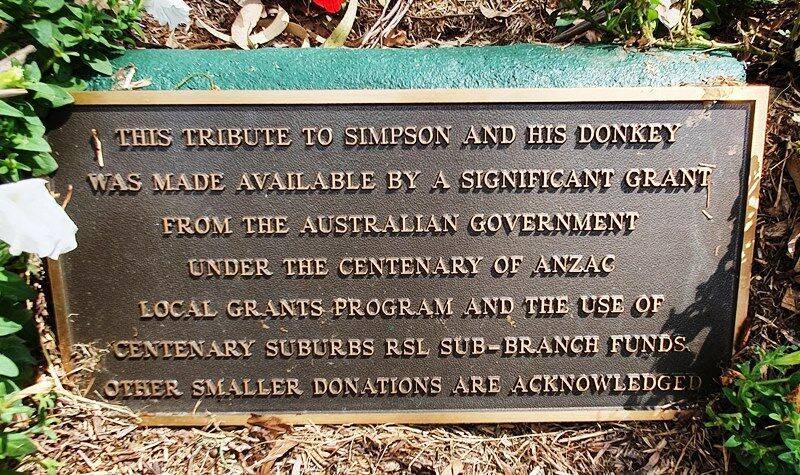 THIS TRIBUTE TO SIMPSON AND HIS DONKEY
WAS MADE AVAILABLE BY A SIGNIFICANT GRANT
FROM THE AUSTRALIAN GOVERNMENT
UNDER THE CENTENARY OF ANZAC
LOCAL GRANTS PROGRAM AND THE USE OF
CENTENARY SUBURBS RSL SUB-BRANCH FUNDS.
OTHER SMALLER DONATIONS ARE ACKNOWLEDGED